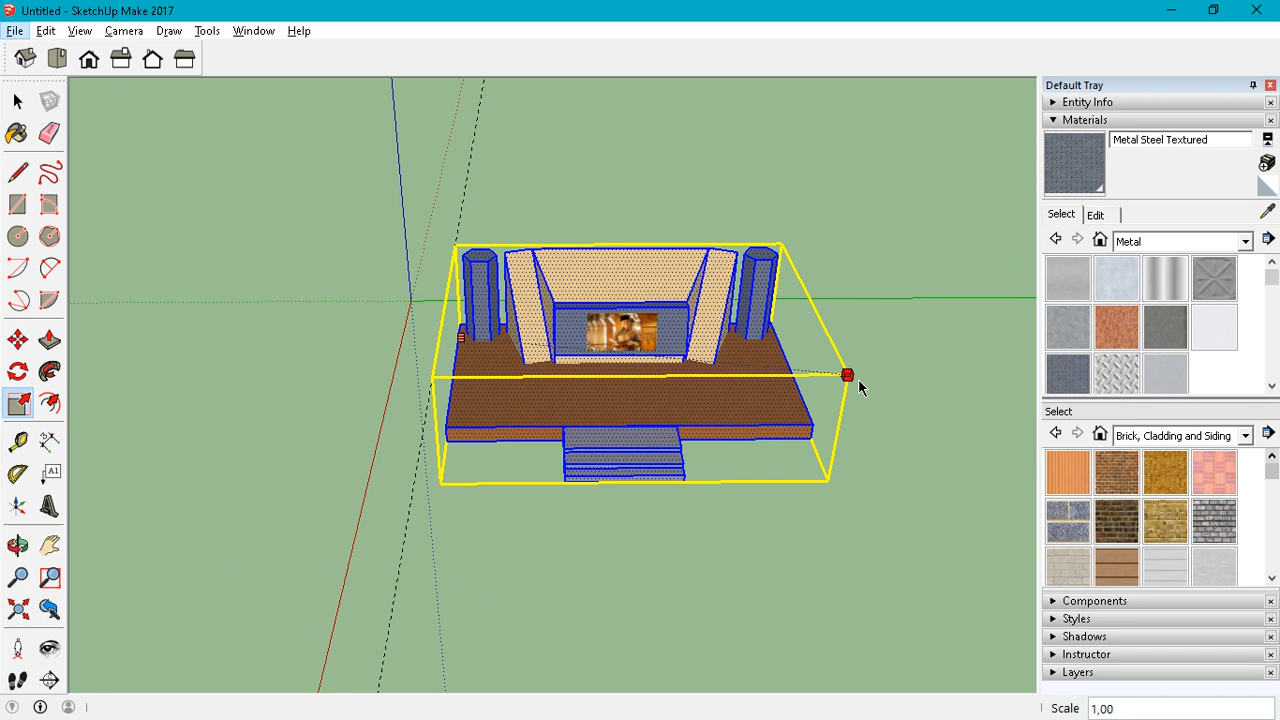 Untitled - SketchUp Make 2017
File Edit View Camera Draw Tools Window Help
Default Tray
Entity Info
Materials
Metal Steel Textured
Select Edit
Metal
Select
Brick, Cladding and Siding
Components
Styles
Shadows
Instructor
Layers
A1
Scale 1,00